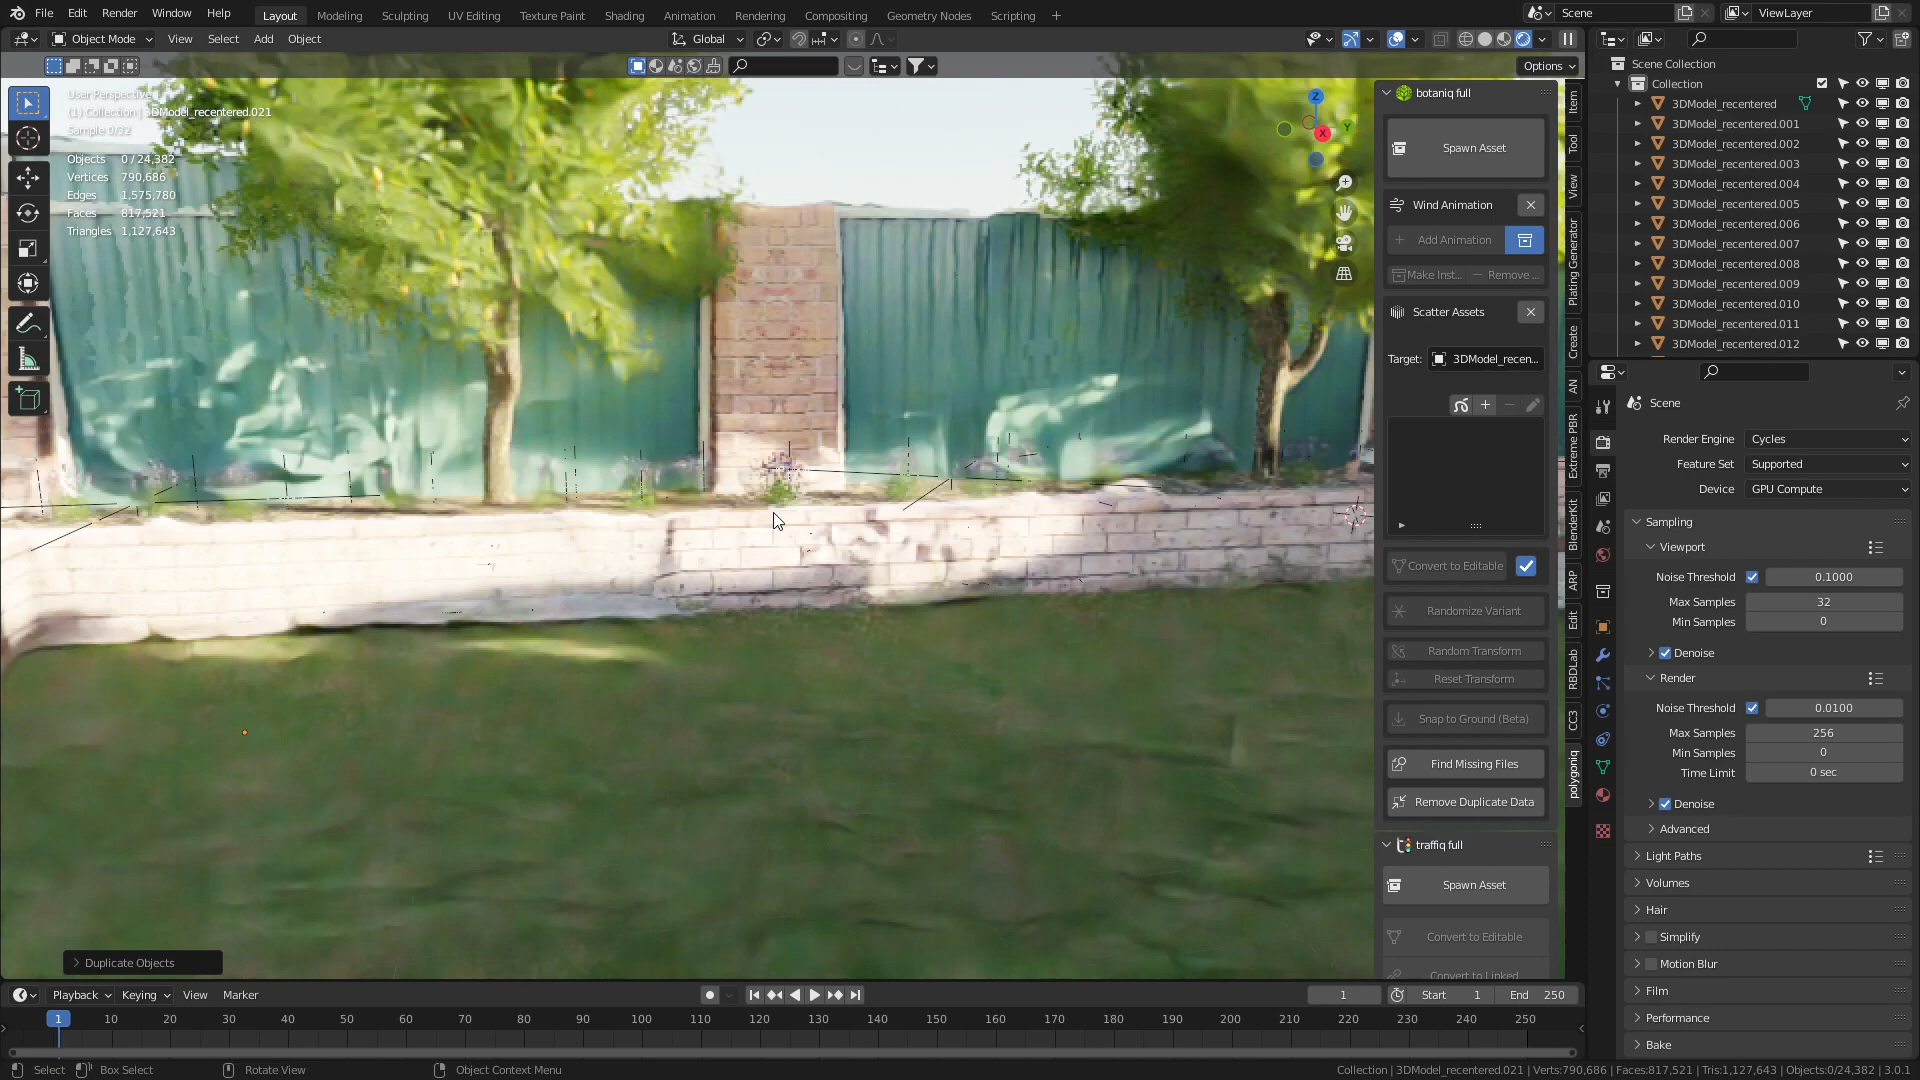 File Edit Render Window Help Layout Modeling Sculpting UV Editing Texture Paint Shading Animation Rendering Compositing Geometry Nodes Scripting + Scene ViewLayer
Object Mode View Select Add Object Global
Options
User Perspective
(1) Collection | 3DModel_recentered.021
Sample 0/32
Objects 0 / 24,382
Vertices 790,686
Edges 1,575,780
Faces 817,521
Triangles 1,127,643
Z
Y
X
botaniq full
Spawn Asset
Wind Animation
Add Animation
Make Inst... Remove ...
Scatter Assets
Target: 3DModel_recen...
Convert to Editable
Randomize Variant
Random Transform
Reset Transform
Snap to Ground (Beta)
Find Missing Files
Remove Duplicate Data
traffiq full
Spawn Asset
Convert to Editable
Convert to Linked
Item
Tool
View
Plating Generator
Create
AN
Extreme PBR
BlenderKit
ARP
Edit
RBDLab
CC3
polygoniq
Scene Collection
Collection
3DModel_recentered
3DModel_recentered.001
3DModel_recentered.002
3DModel_recentered.003
3DModel_recentered.004
3DModel_recentered.005
3DModel_recentered.006
3DModel_recentered.007
3DModel_recentered.008
3DModel_recentered.009
3DModel_recentered.010
3DModel_recentered.011
3DModel_recentered.012
Scene
Render Engine Cycles
Feature Set Supported
Device GPU Compute
Sampling
Viewport
Noise Threshold 0.1000
Max Samples 32
Min Samples 0
Denoise
Render
Noise Threshold 0.0100
Max Samples 256
Min Samples 0
Time Limit 0 sec
Denoise
Advanced
Light Paths
Volumes
Hair
Simplify
Motion Blur
Film
Performance
Bake
Duplicate Objects
Playback Keying View Marker 1 Start 1 End 250
1 10 20 30 40 50 60 70 80 90 100 110 120 130 140 150 160 170 180 190 200 210 220 230 240 250
Select Box Select Rotate View Object Context Menu Collection | 3DModel_recentered.021 | Verts:790,686 | Faces:817,521 | Tris:1,127,643 | Objects:0/24,382 | 3.0.1